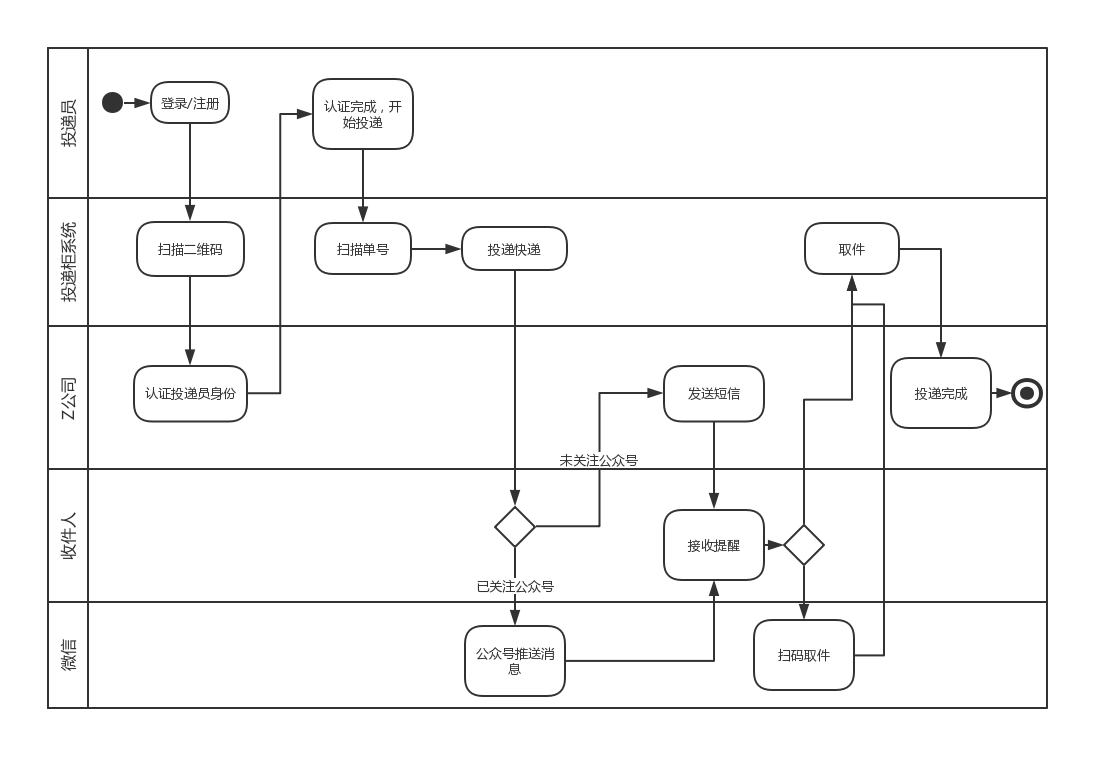 投递员
登录/注册
认证完成，开
始投递
投递柜系统
扫描二维码
扫描单号
投递快递
取件
Z公司
认证投递员身份
发送短信
投递完成
未关注公众号
收件人
接收提醒
已关注公众号
微信
公众号推送消
息
扫码取件